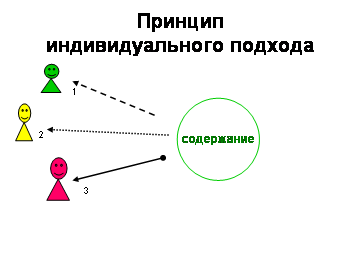 Принцип
индивидуального подхода
1
2
содержание
3